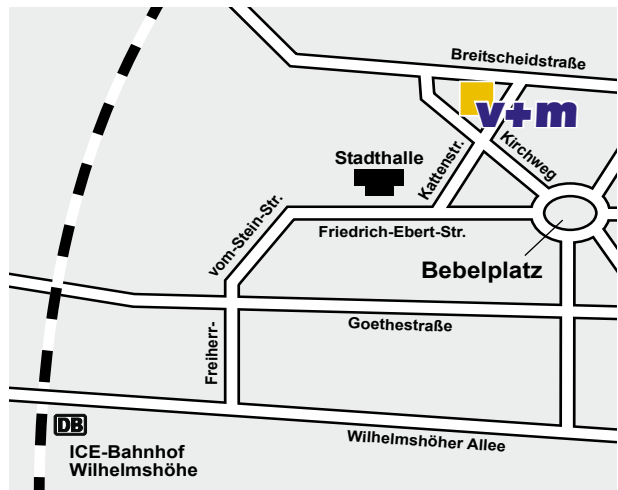 Breitscheidstraße
v+m
Stadthalle
Kattenstr.
Kirchweg
vom-Stein-Str.
Friedrich-Ebert-Str.
Bebelplatz
Goethestraße
Freiherr-
DB
ICE-Bahnhof
Wilhelmshöhe
Wilhelmshöher Allee